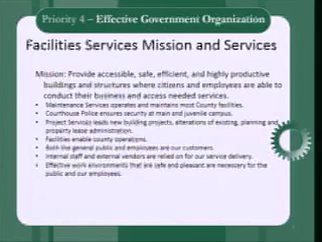 Priority 4 – Effective Government Organization
Facilities Services Mission and Services
Mission: Provide accessible, safe, efficient, and highly productive
buildings and structures where citizens and employees are able to
conduct their business and access needed services.
• Maintenance Services operates and maintains most County facilities.
• Courthouse Police ensures security at main and juvenile campus.
• Project Services leads new building projects, alterations of existing, planning and
property lease administration.
• Facilities enable county operations.
• Both the general public and employees are our customers.
• Internal staff and external vendors are relied on for our service delivery.
• Effective work environments that are safe and pleasant are necessary for the
public and our employees.